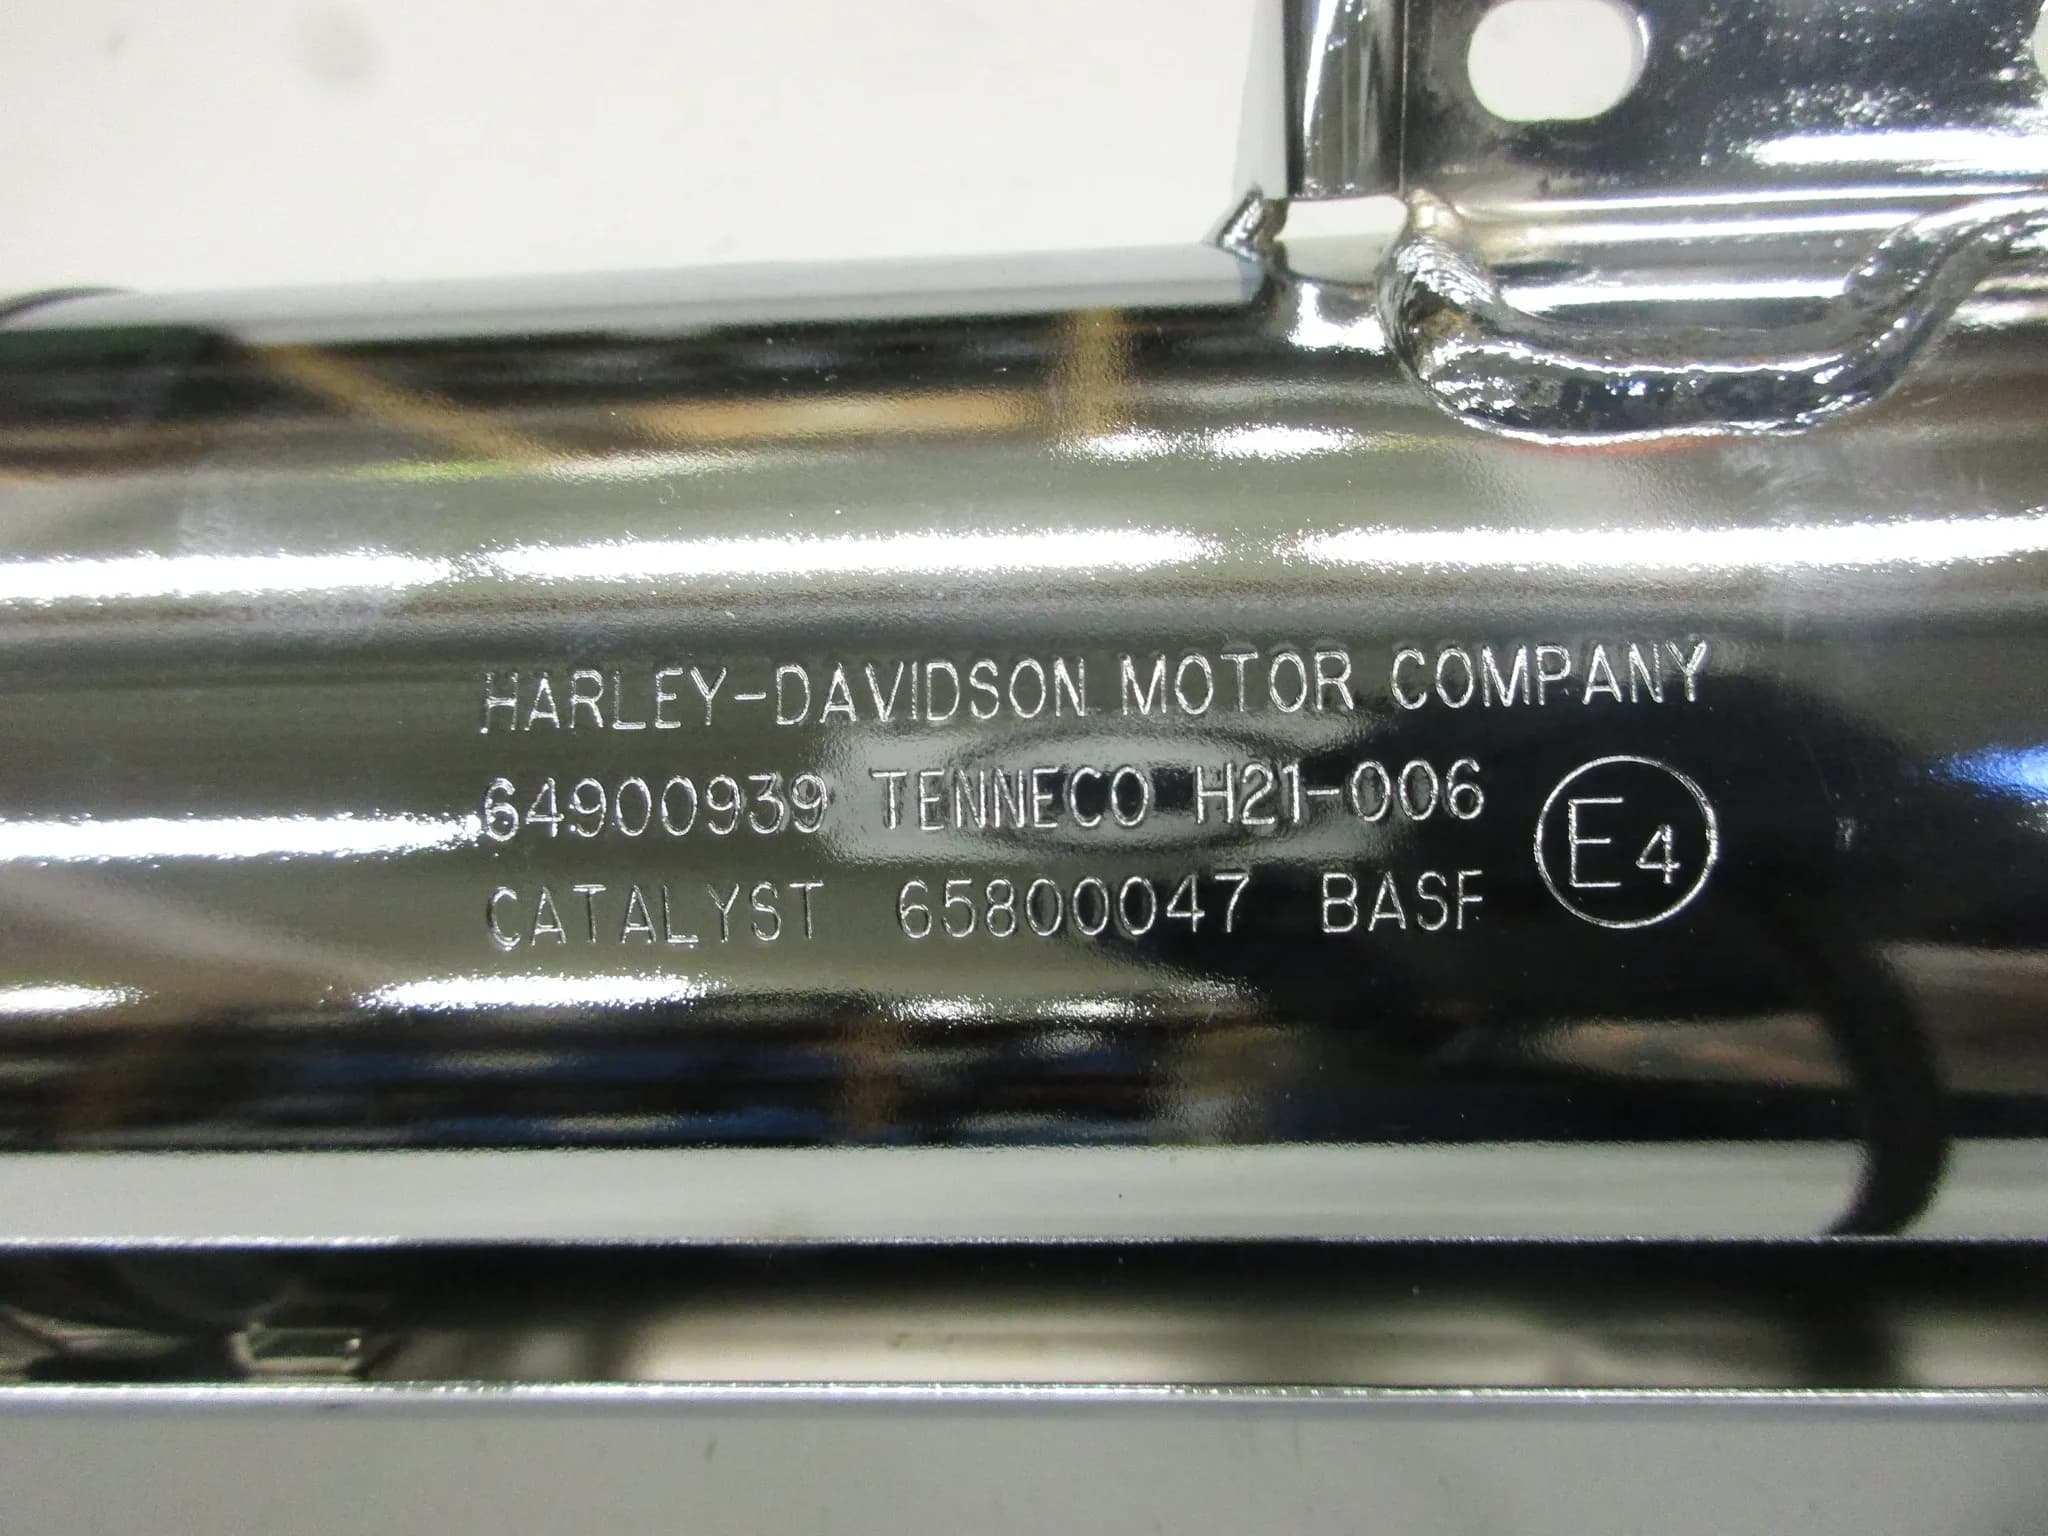 HARLEY-DAVIDSON MOTOR COMPANY
64900939 TENNECO H21-006
CATALYST 65800047 BASF
E4